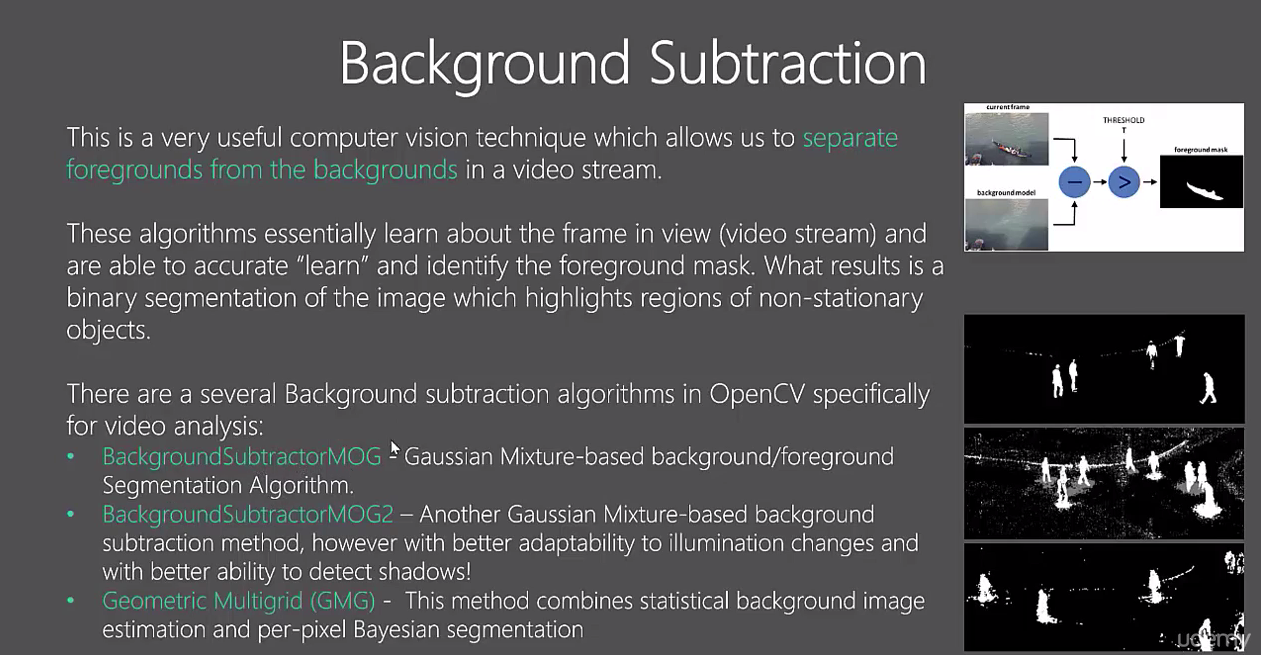 Background Subtraction
This is a very useful computer vision technique which allows us to separate
foregrounds from the backgrounds in a video stream.
These algorithms essentially learn about the frame in view (video stream) and
are able to accurate “learn” and identify the foreground mask. What results is a
binary segmentation of the image which highlights regions of non-stationary
objects.
There are a several Background subtraction algorithms in OpenCV specifically
for video analysis:
• BackgroundSubtractorMOG - Gaussian Mixture-based background/foreground
Segmentation Algorithm.
• BackgroundSubtractorMOG2 – Another Gaussian Mixture-based background
subtraction method, however with better adaptability to illumination changes and
with better ability to detect shadows!
• Geometric Multigrid (GMG) - This method combines statistical background image
estimation and per-pixel Bayesian segmentation
current frame
THRESHOLD
T
foreground mask
− >
background model
udemy